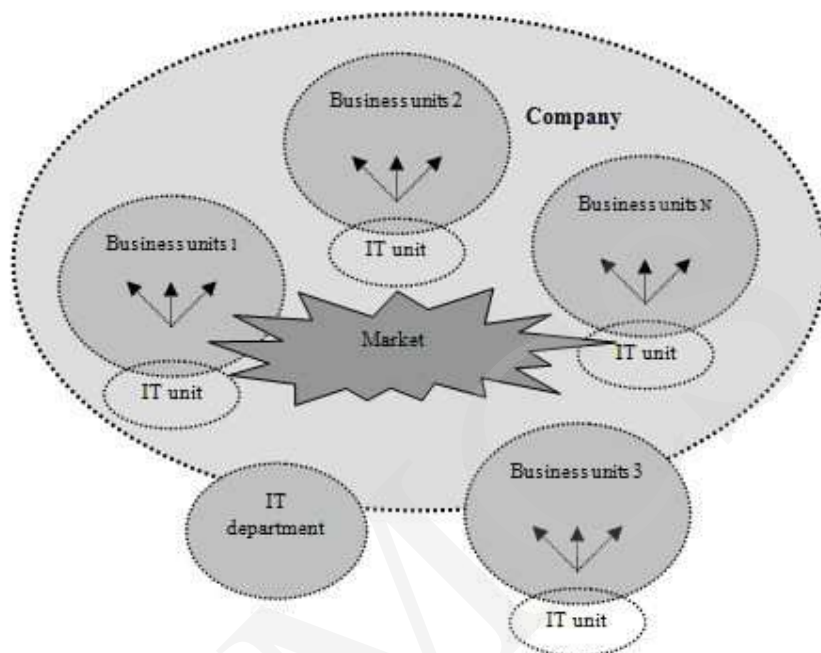 Business units 2
Company
Business units N
IT unit
Business units 1
Market
IT unit
IT unit
Business units 3
IT
department
IT unit